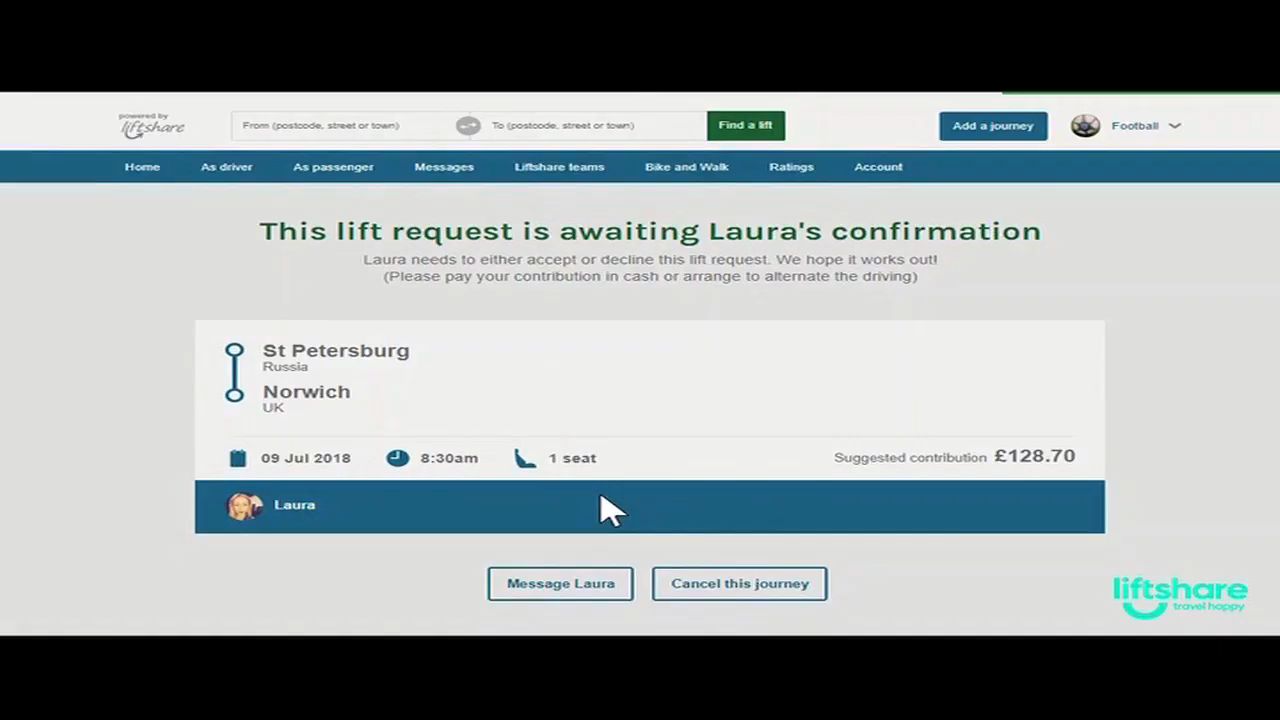 powered by
liftshare
From (postcode, street or town)
To (postcode, street or town)
Find a lift
Add a journey
Football
Home
As driver
As passenger
Messages
Liftshare teams
Bike and Walk
Ratings
Account
This lift request is awaiting Laura's confirmation
Laura needs to either accept or decline this lift request. We hope it works out!
(Please pay your contribution in cash or arrange to alternate the driving)
St Petersburg
Russia
Norwich
UK
09 Jul 2018
8:30am
1 seat
Suggested contribution £128.70
Laura
Message Laura
Cancel this journey
liftshare
travel happy